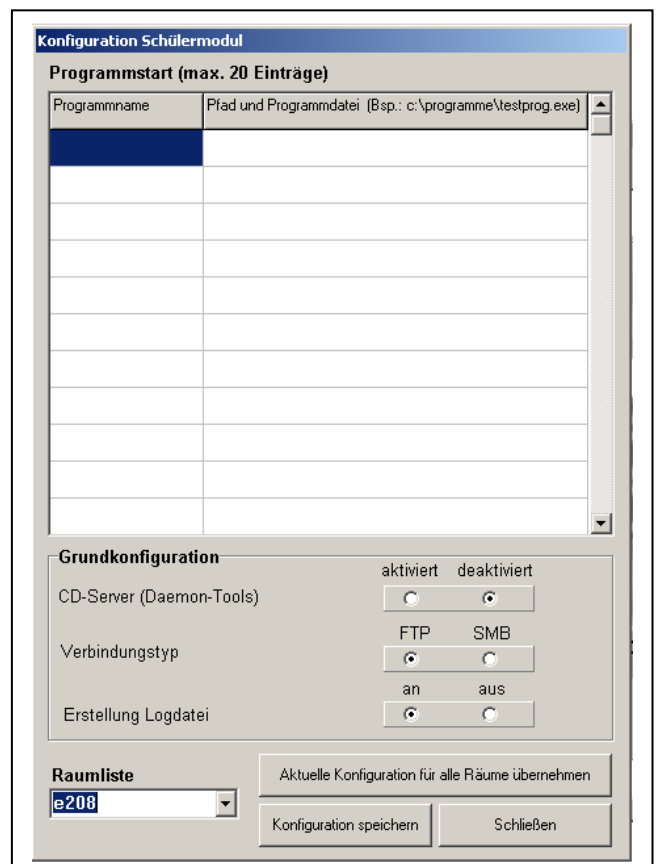 Konfiguration Schülermodul
Programmstart (max. 20 Einträge)
Programmname Pfad und Programmdatei (Bsp.: c:\programme\testprog.exe)
Grundkonfiguration
aktiviert deaktiviert
CD-Server (Daemon-Tools)
FTP SMB
Verbindungstyp
an aus
Erstellung Logdatei
Raumliste
Aktuelle Konfiguration für alle Räume übernehmen
e208
Konfiguration speichern Schließen